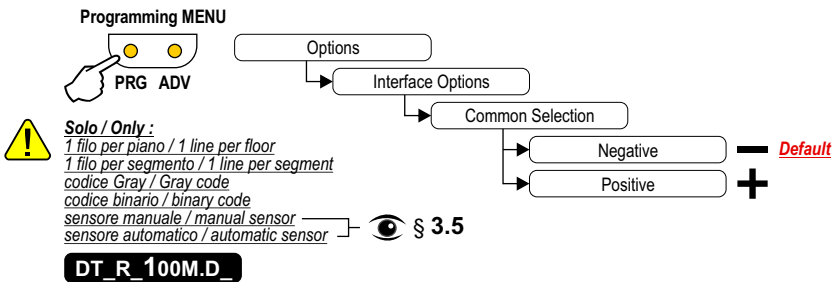 Programming MENU
PRG ADV
Options
Interface Options
Common Selection
Negative
Default
Positive
Solo / Only :
1 filo per piano / 1 line per floor
1 filo per segmento / 1 line per segment
codice Gray / Gray code
codice binario / binary code
sensore manuale / manual sensor
sensore automatico / automatic sensor
§ 3.5
DT_R_100M.D_